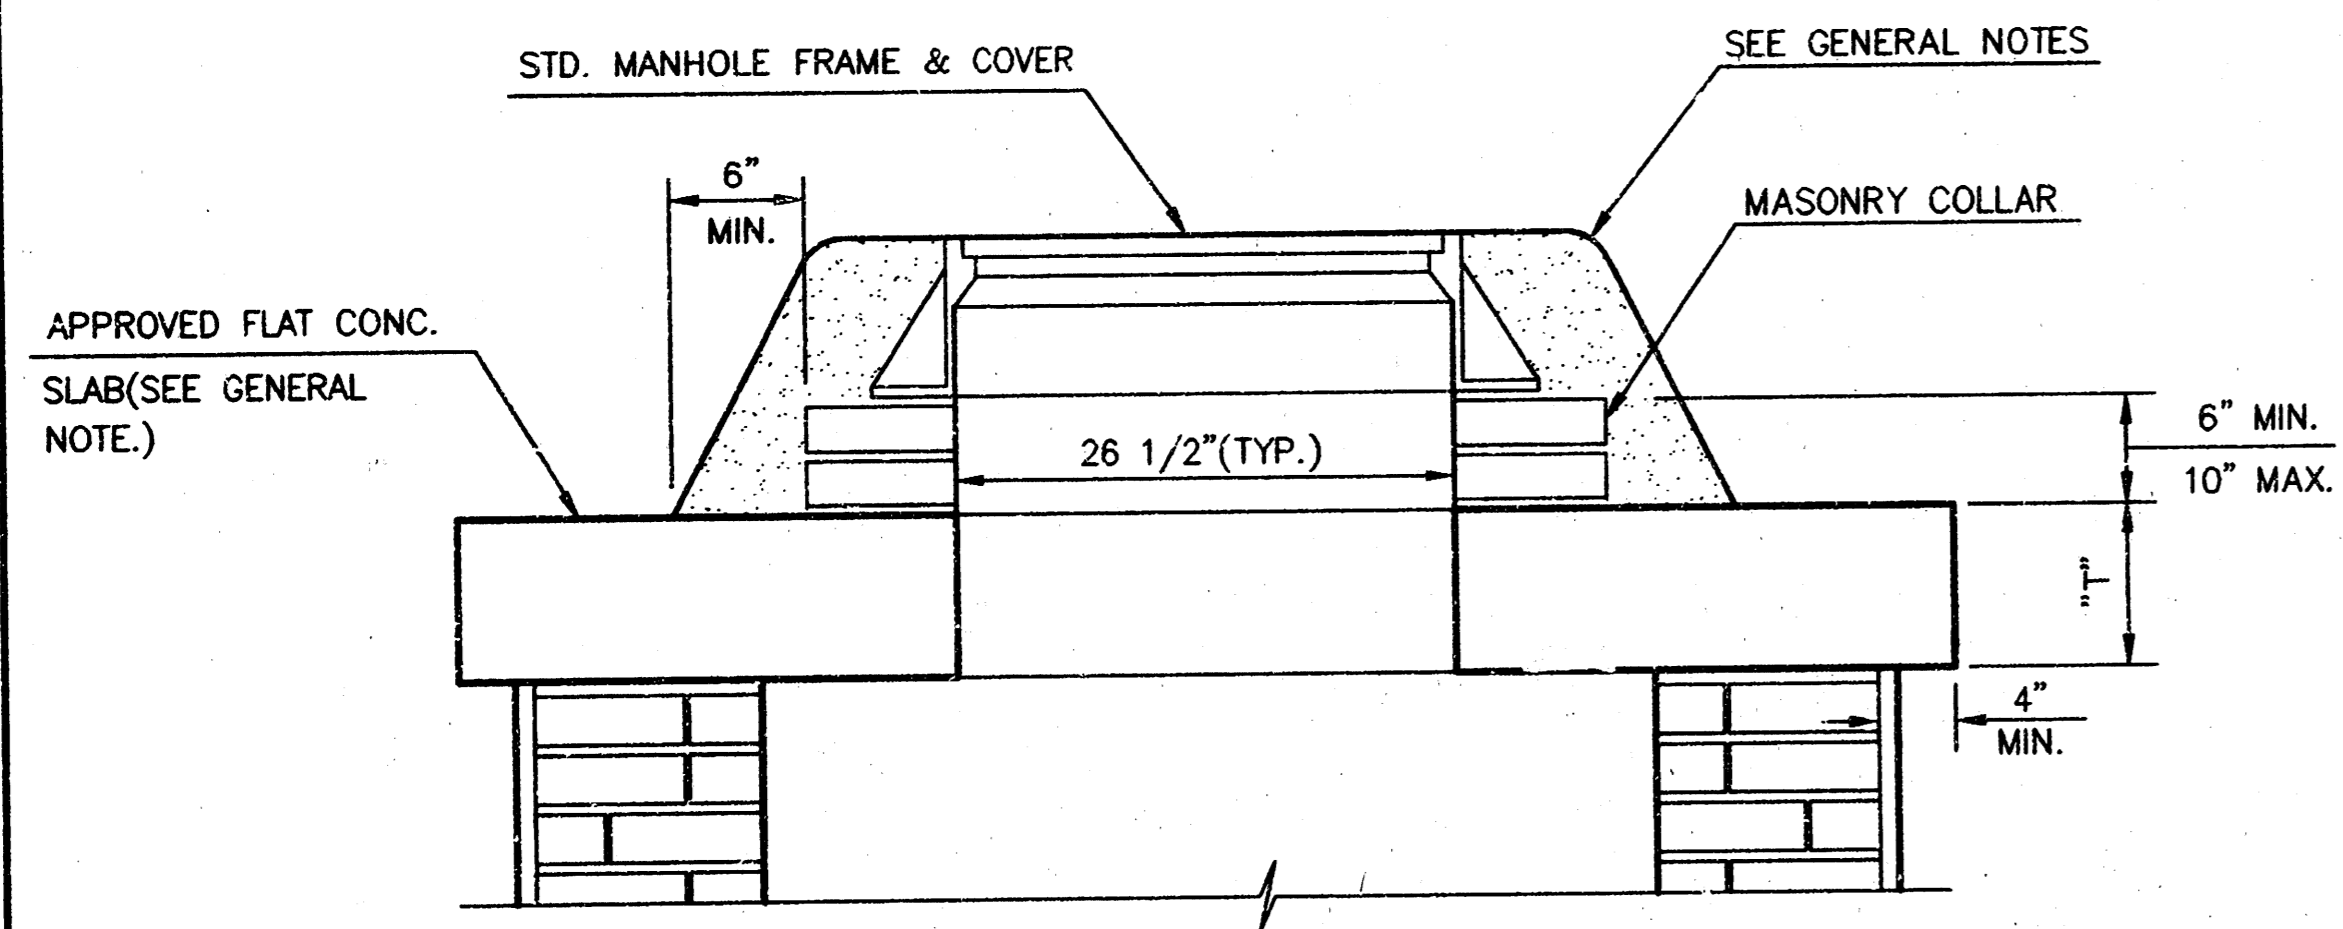 STD. MANHOLE FRAME & COVER
SEE GENERAL NOTES
6"
MIN.
MASONRY COLLAR
APPROVED FLAT CONC.
SLAB(SEE GENERAL
NOTE.)
26 1/2"(TYP.)
6" MIN.
10" MAX.
"T"
4"
MIN.